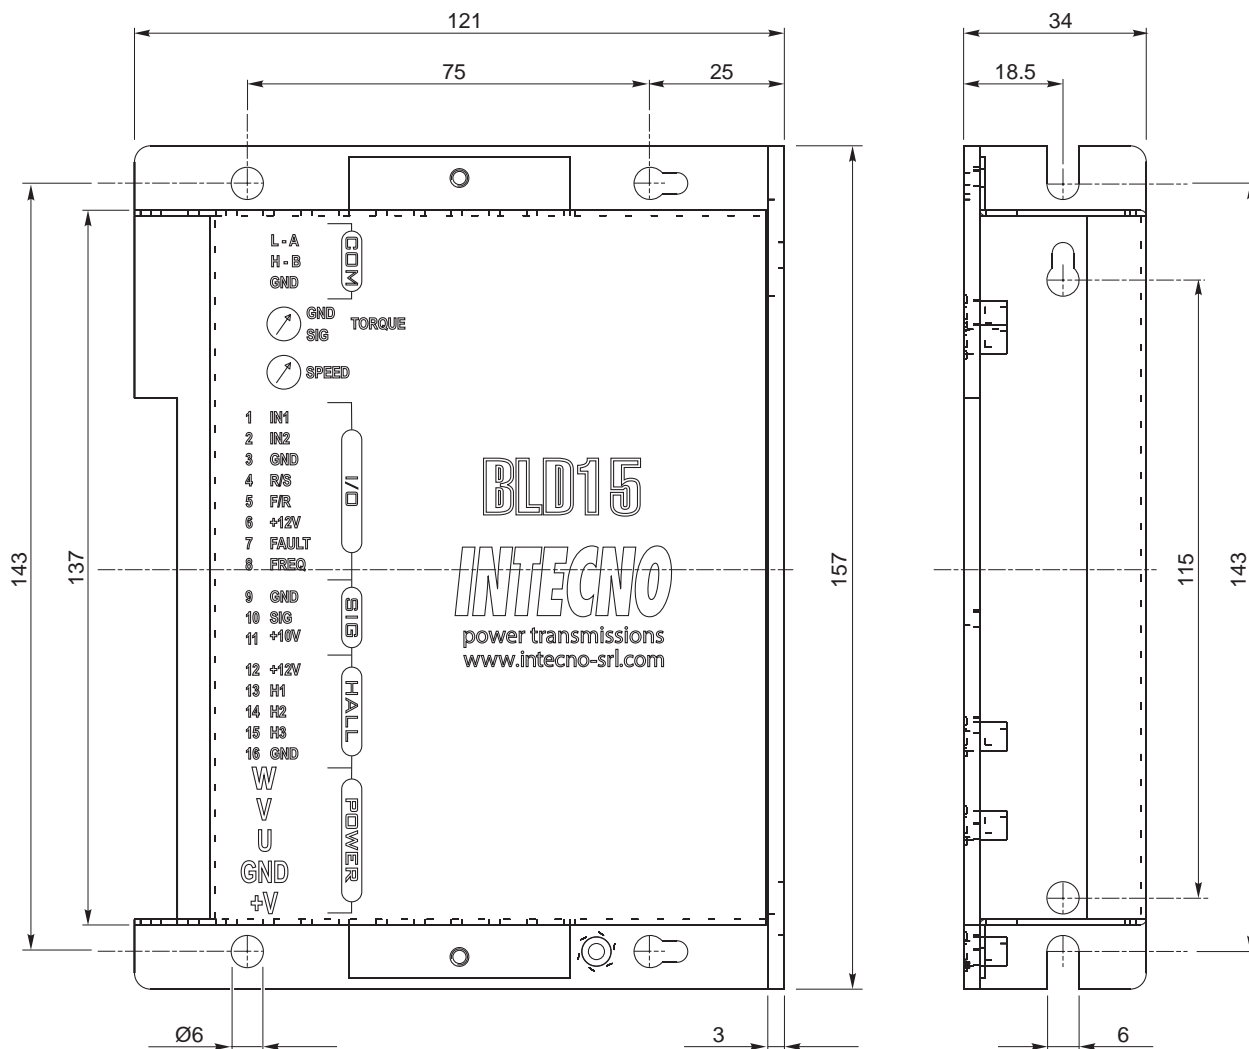 121
34
75
25
18.5
L - A
H - B
GND
COM
GND
SIG
TORQUE
SPEED
1 IN1
2 IN2
3 GND
4 R/S
5 F/R
6 +12V
7 FAULT
8 FREQ
I/O
9 GND
10 SIG
11 +10V
SIG
12 +12V
13 H1
14 H2
15 H3
16 GND
HALL
W
V
U
GND
+V
POWER
BLD15
INTECNO
power transmissions
www.intecno-srl.com
143
137
157
115
143
Ø6
3
6